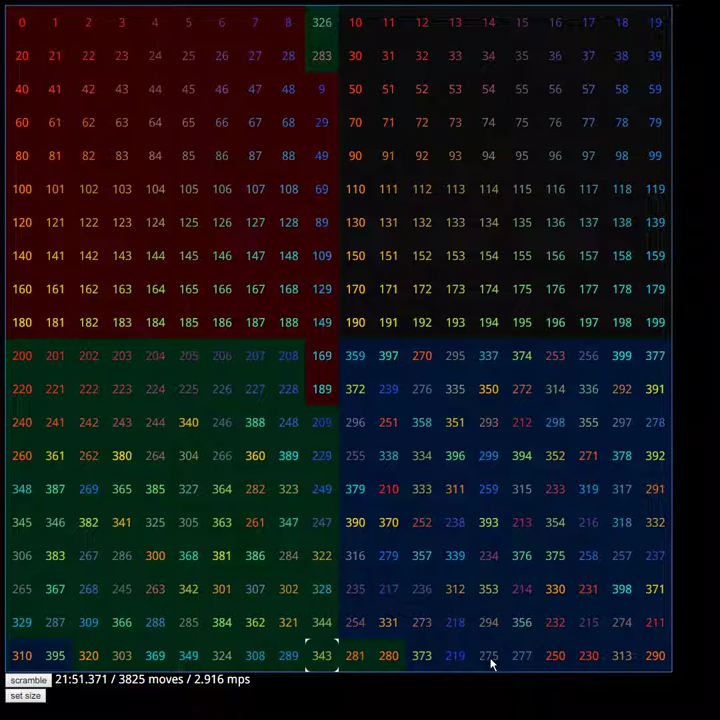 0 1 2 3 4 5 6 7 8 326 10 11 12 13 14 15 16 17 18 19
20 21 22 23 24 25 26 27 28 283 30 31 32 33 34 35 36 37 38 39
40 41 42 43 44 45 46 47 48 9 50 51 52 53 54 55 56 57 58 59
60 61 62 63 64 65 66 67 68 29 70 71 72 73 74 75 76 77 78 79
80 81 82 83 84 85 86 87 88 49 90 91 92 93 94 95 96 97 98 99
100 101 102 103 104 105 106 107 108 69 110 111 112 113 114 115 116 117 118 119
120 121 122 123 124 125 126 127 128 89 130 131 132 133 134 135 136 137 138 139
140 141 142 143 144 145 146 147 148 109 150 151 152 153 154 155 156 157 158 159
160 161 162 163 164 165 166 167 168 129 170 171 172 173 174 175 176 177 178 179
180 181 182 183 184 185 186 187 188 149 190 191 192 193 194 195 196 197 198 199
200 201 202 203 204 205 206 207 208 169 359 397 270 295 337 374 253 256 399 377
220 221 222 223 224 225 226 227 228 189 372 239 276 335 350 272 314 336 292 391
240 241 242 243 244 340 246 388 248 209 296 251 358 351 293 212 298 355 297 278
260 361 262 380 264 304 266 360 389 229 255 338 334 396 299 394 352 271 378 392
348 387 269 365 385 327 364 282 323 249 379 210 333 311 259 315 233 319 317 291
345 346 382 341 325 305 363 261 347 247 390 370 252 238 393 213 354 216 318 332
306 383 267 286 300 368 381 386 284 322 316 279 357 339 234 376 375 258 257 237
265 367 268 245 263 342 301 307 302 328 235 217 236 312 353 214 330 231 398 371
329 287 309 366 288 285 384 362 321 344 254 331 273 218 294 356 232 215 274 211
310 395 320 303 369 349 324 308 289 343 281 280 373 219 275 277 250 230 313 290
scramble 21:51.371 / 3825 moves / 2.916 mps
set size